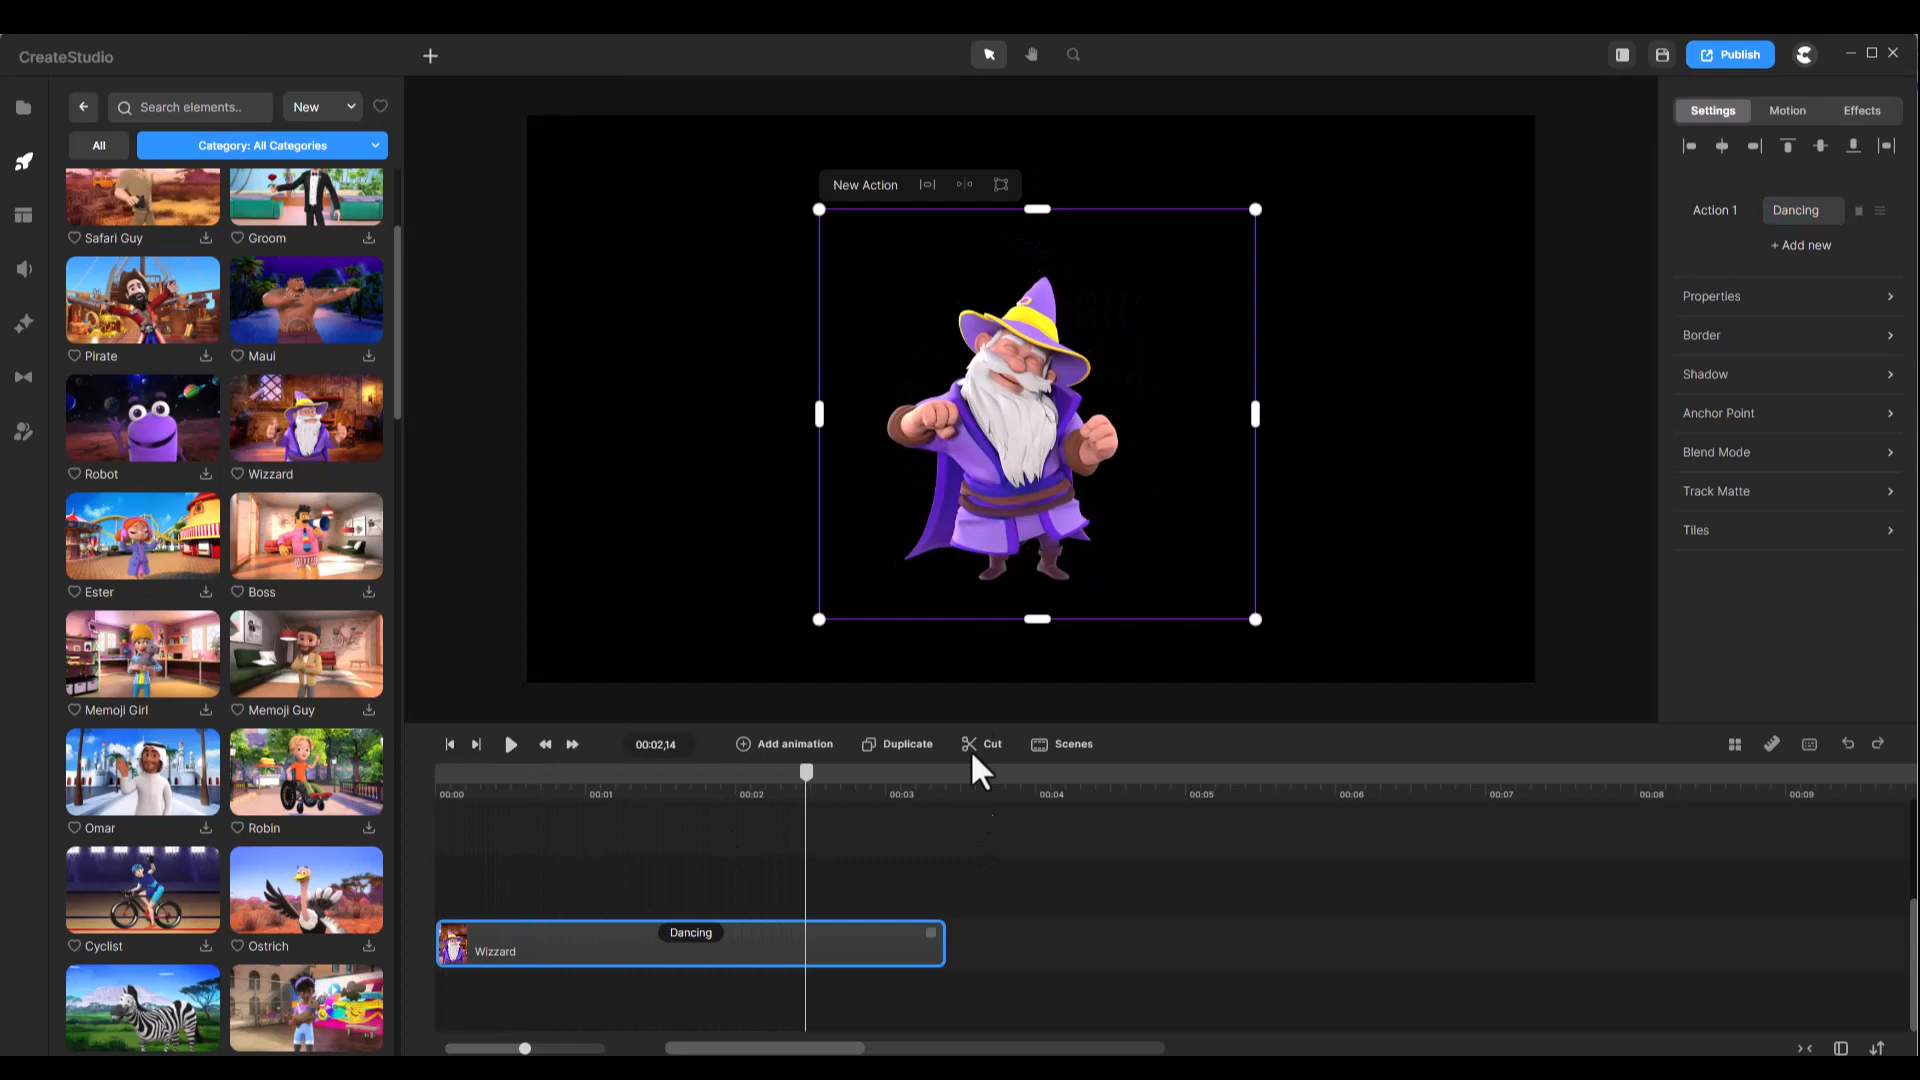 CreateStudio
Publish
Search elements..
New
All
Category: All Categories
Safari Guy
Groom
Pirate
Maui
Robot
Wizzard
Ester
Boss
Memoji Girl
Memoji Guy
Omar
Robin
Cyclist
Ostrich
New Action
Settings
Motion
Effects
Action 1
Dancing
+ Add new
Properties
Border
Shadow
Anchor Point
Blend Mode
Track Matte
Tiles
00:02,14
Add animation
Duplicate
Cut
Scenes
00:00
00:01
00:02
00:03
00:04
00:05
00:06
00:07
00:08
00:09
Dancing
Wizzard